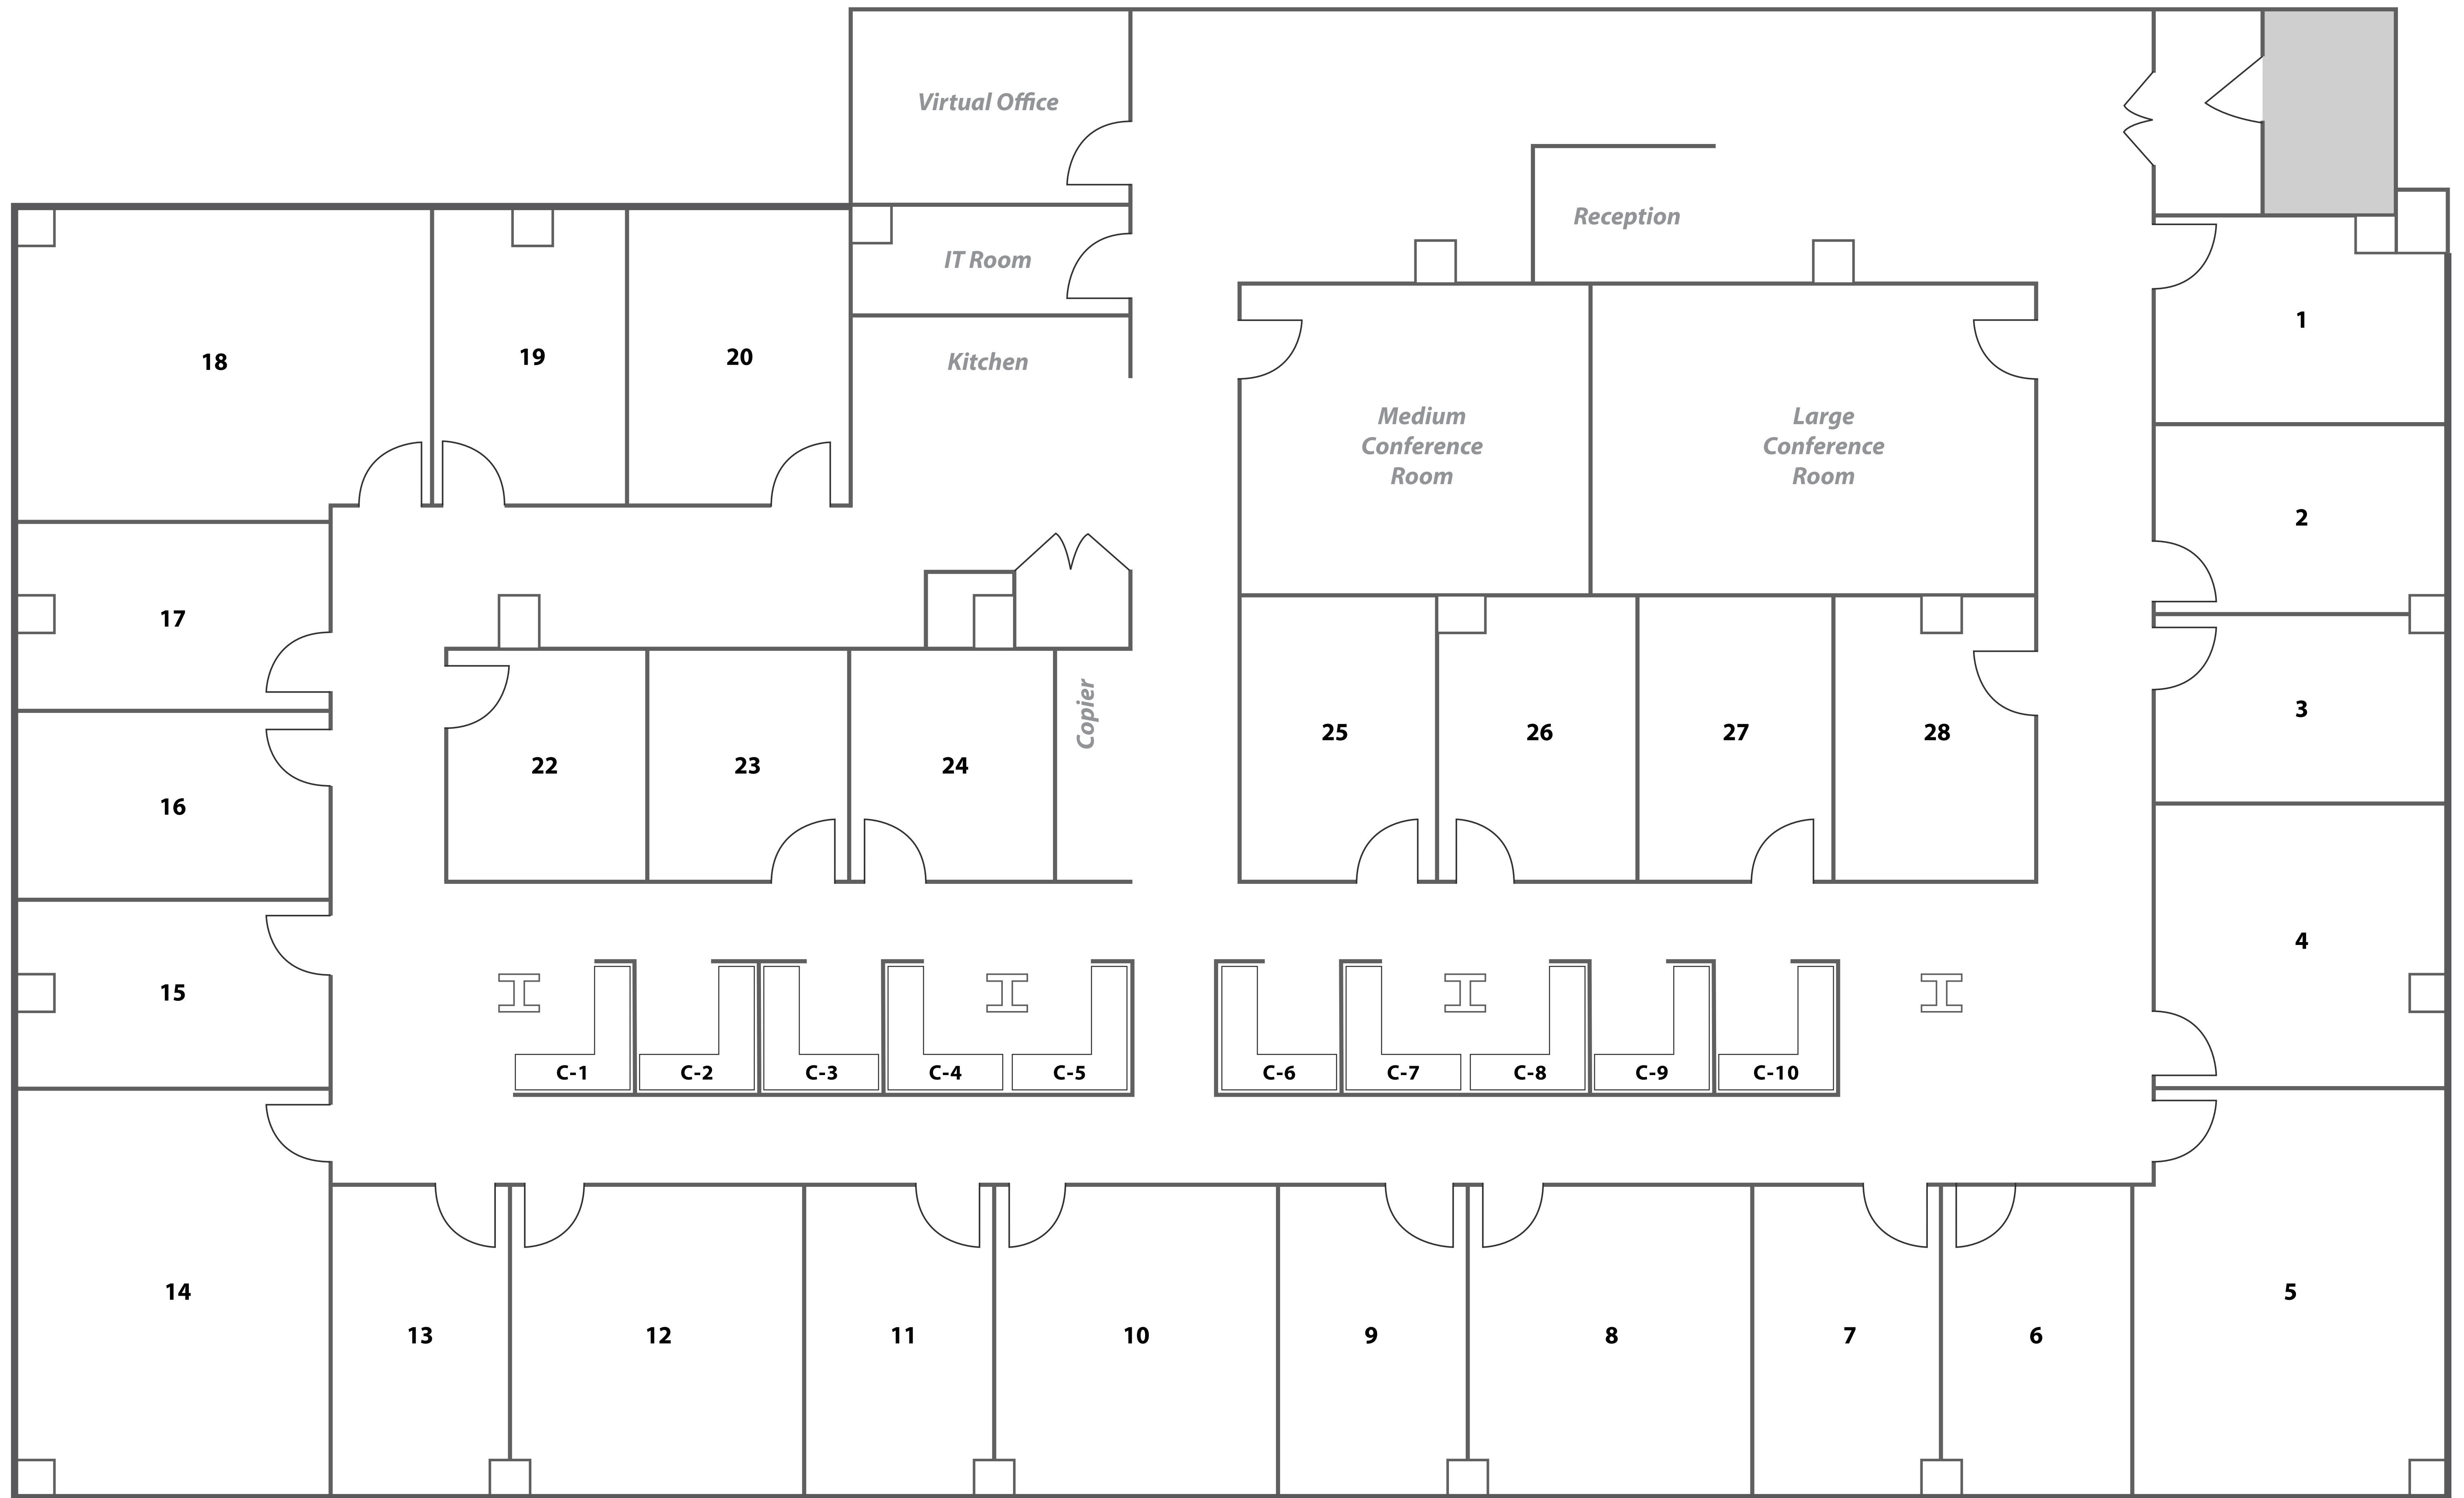 Virtual Office
Reception
IT Room
Kitchen
1
18
19
20
Medium
Conference
Room
Large
Conference
Room
2
17
3
Copier
25
26
27
28
22
23
24
16
4
15
C-1
C-2
C-3
C-4
C-5
C-6
C-7
C-8
C-9
C-10
14
5
13
12
11
10
9
8
7
6